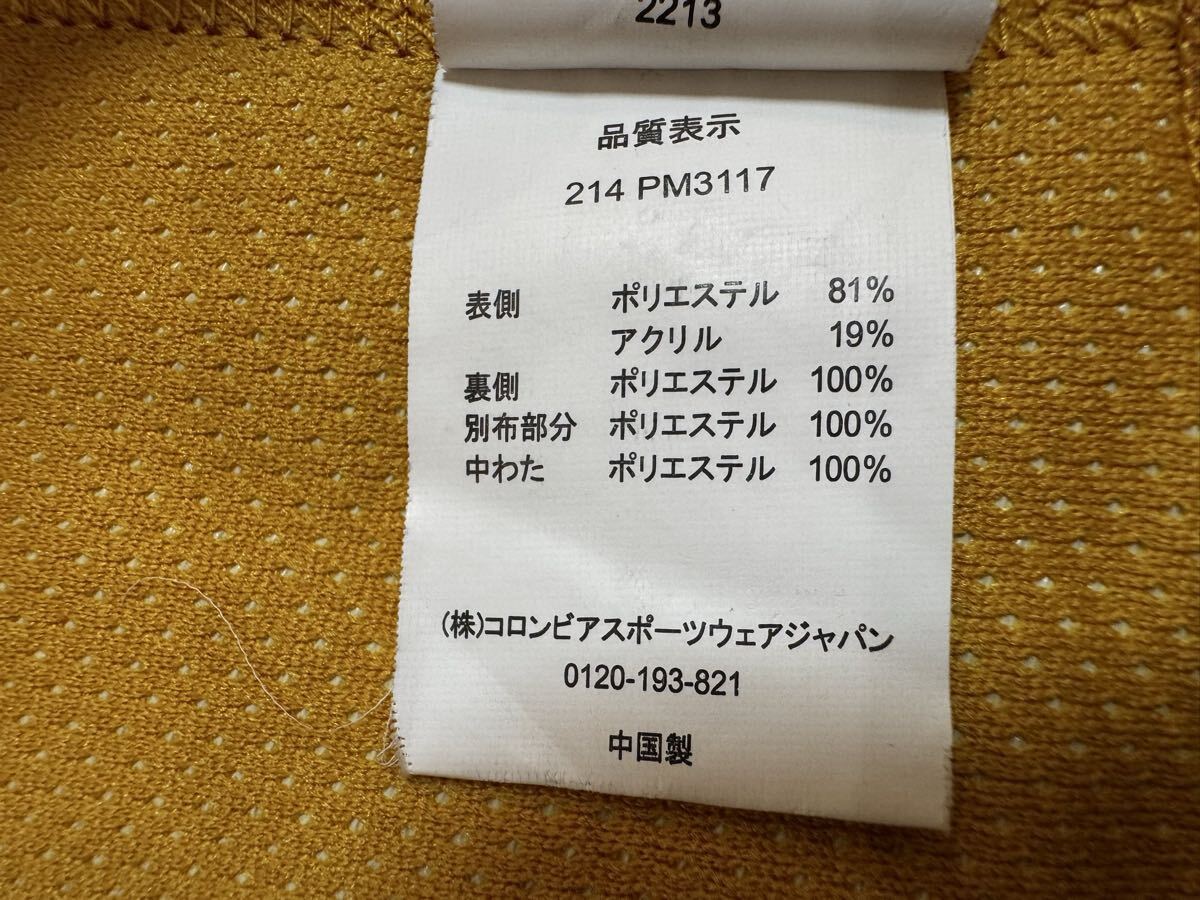 2213
品質表示
214 PM3117
表側 ポリエステル 81%
アクリル 19%
裏側 ポリエステル 100%
別布部分 ポリエステル 100%
中わた ポリエステル 100%
(株)コロンビアスポーツウェアジャパン
0120-193-821
中国製